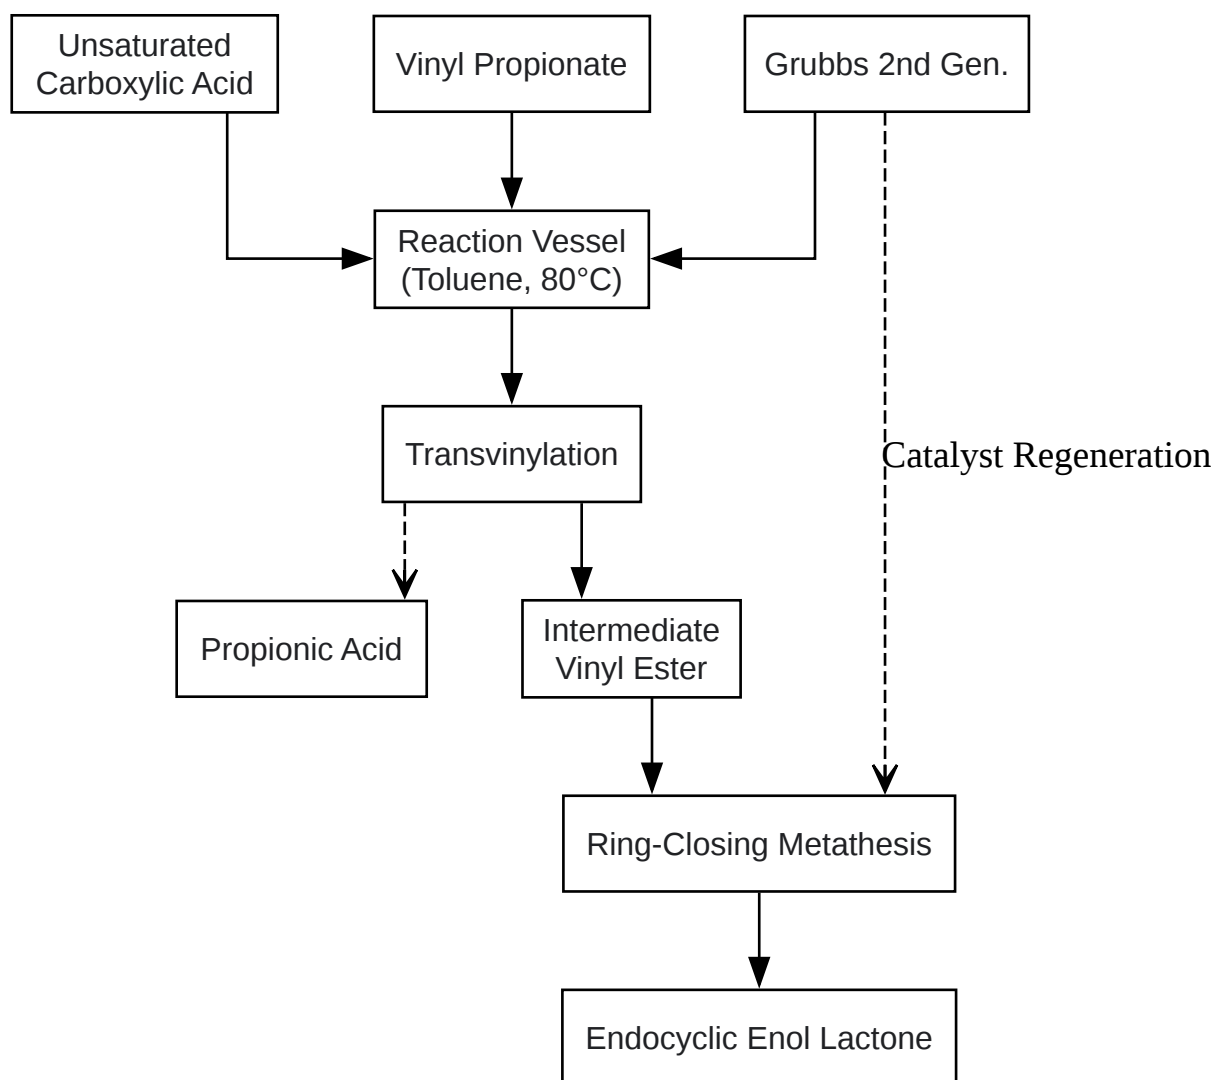 Unsaturated
Carboxylic Acid
Vinyl Propionate
Grubbs 2nd Gen.
Reaction Vessel
(Toluene, 80°C)
Transvinylation
Catalyst Regeneration
Propionic Acid
Intermediate
Vinyl Ester
Ring-Closing Metathesis
Endocyclic Enol Lactone